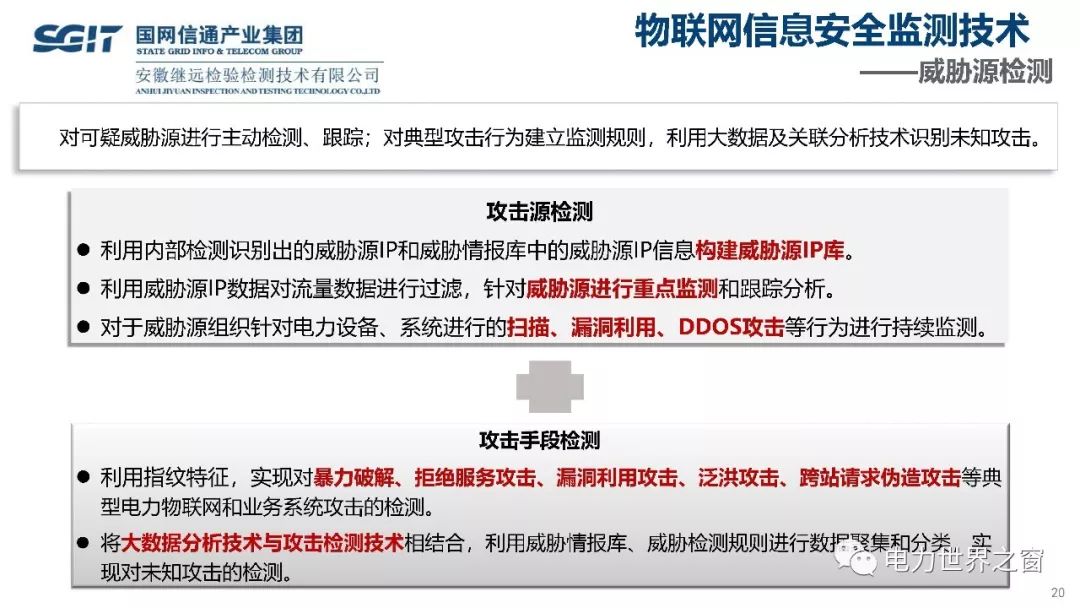 SGIT 国网信通产业集团
STATE GRID INFO & TELECOM GROUP
安徽继远检验检测技术有限公司
ANHUI JIYUAN INSPECTION AND TESTING TECHNOLOGY CO.,LTD
物联网信息安全监测技术
——威胁源检测
对可疑威胁源进行主动检测、跟踪；对典型攻击行为建立监测规则，利用大数据及关联分析技术识别未知攻击。
攻击源检测
● 利用内部检测识别出的威胁源IP和威胁情报库中的威胁源IP信息构建威胁源IP库。
● 利用威胁源IP数据对流量数据进行过滤，针对威胁源进行重点监测和跟踪分析。
● 对于威胁源组织针对电力设备、系统进行的扫描、漏洞利用、DDOS攻击等行为进行持续监测。
攻击手段检测
● 利用指纹特征，实现对暴力破解、拒绝服务攻击、漏洞利用攻击、泛洪攻击、跨站请求伪造攻击等典
型电力物联网和业务系统攻击的检测。
● 将大数据分析技术与攻击检测技术相结合，利用威胁情报库、威胁检测规则进行数据聚集和分类，实
现对未知攻击的检测。
电力世界之窗
20